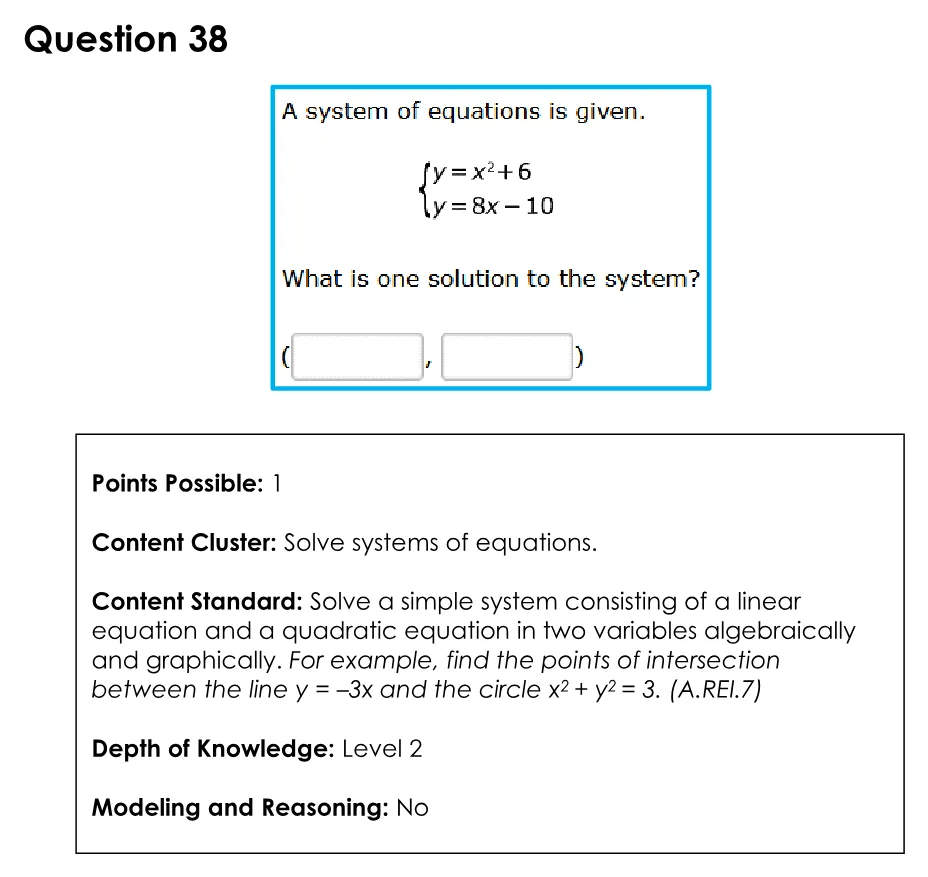 Question 38
A system of equations is given.
y = x² + 6
y = 8x – 10
What is one solution to the system?
( , )
Points Possible: 1
Content Cluster: Solve systems of equations.
Content Standard: Solve a simple system consisting of a linear
equation and a quadratic equation in two variables algebraically
and graphically. For example, find the points of intersection
between the line y = –3x and the circle x² + y² = 3. (A.REI.7)
Depth of Knowledge: Level 2
Modeling and Reasoning: No